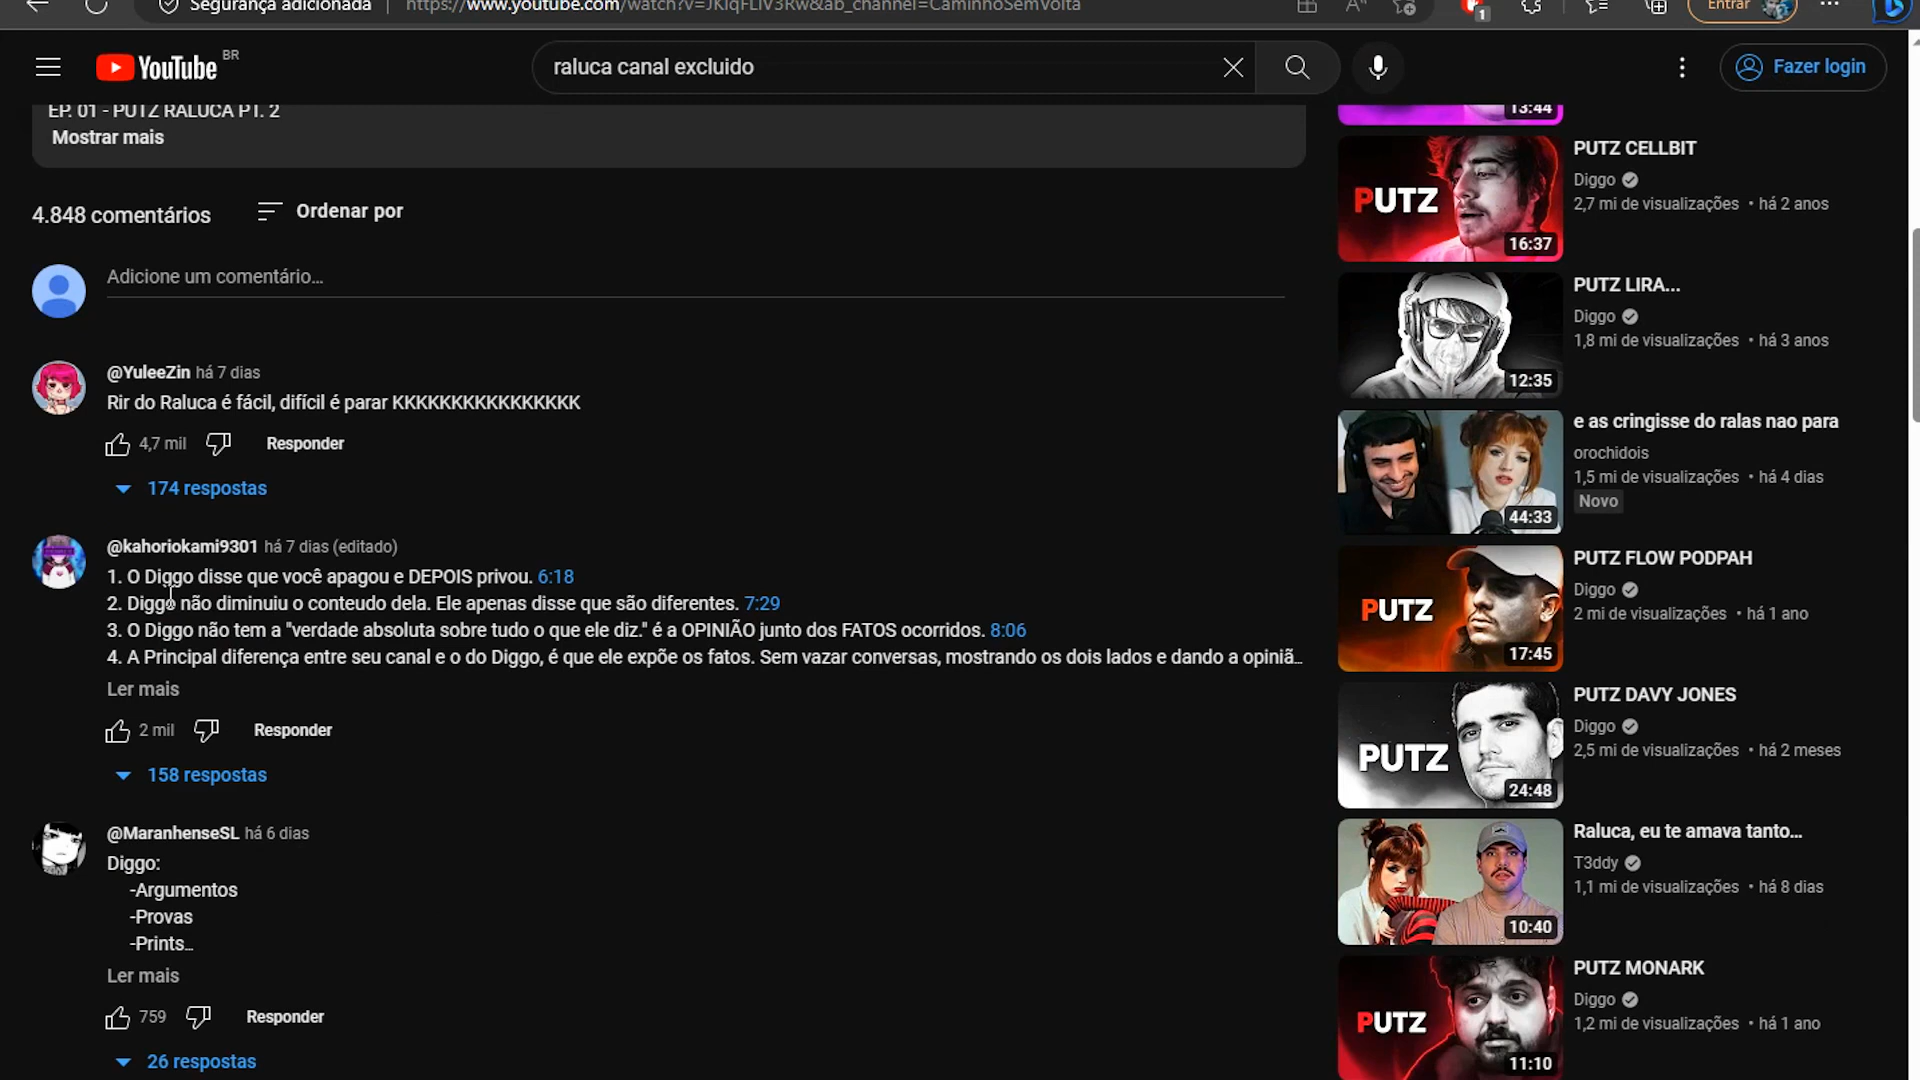 Segurança adicionada
https://www.youtube.com/watch?v=JKIqFLIV3Rw&ab_channel=CaminhoSemVolta
1
Entrar
YouTube BR
raluca canal excluido
Fazer login
EP. 01 - PUTZ RALUCA PT. 2
Mostrar mais
4.848 comentários
Ordenar por
Adicione um comentário...
@YuleeZin há 7 dias
Rir do Raluca é fácil, difícil é parar KKKKKKKKKKKKKKKK
4,7 mil
Responder
174 respostas
@kahoriokami9301 há 7 dias (editado)
1. O Diggo disse que você apagou e DEPOIS privou. 6:18
2. Diggo não diminuiu o conteudo dela. Ele apenas disse que são diferentes. 7:29
3. O Diggo não tem a "verdade absoluta sobre tudo o que ele diz." é a OPINIÃO junto dos FATOS ocorridos. 8:06
4. A Principal diferença entre seu canal e o do Diggo, é que ele expõe os fatos. Sem vazar conversas, mostrando os dois lados e dando a opiniã...
Ler mais
2 mil
Responder
158 respostas
@MaranhenseSL há 6 dias
Diggo:
-Argumentos
-Provas
-Prints...
Ler mais
759
Responder
26 respostas
13:44
PUTZ
16:37
PUTZ CELLBIT
Diggo
2,7 mi de visualizações • há 2 anos
12:35
PUTZ LIRA...
Diggo
1,8 mi de visualizações • há 3 anos
44:33
e as cringisse do ralas nao para
orochidois
1,5 mi de visualizações • há 4 dias
Novo
PUTZ
17:45
PUTZ FLOW PODPAH
Diggo
2 mi de visualizações • há 1 ano
PUTZ
24:48
PUTZ DAVY JONES
Diggo
2,5 mi de visualizações • há 2 meses
10:40
Raluca, eu te amava tanto...
T3ddy
1,1 mi de visualizações • há 8 dias
PUTZ
11:10
PUTZ MONARK
Diggo
1,2 mi de visualizações • há 1 ano